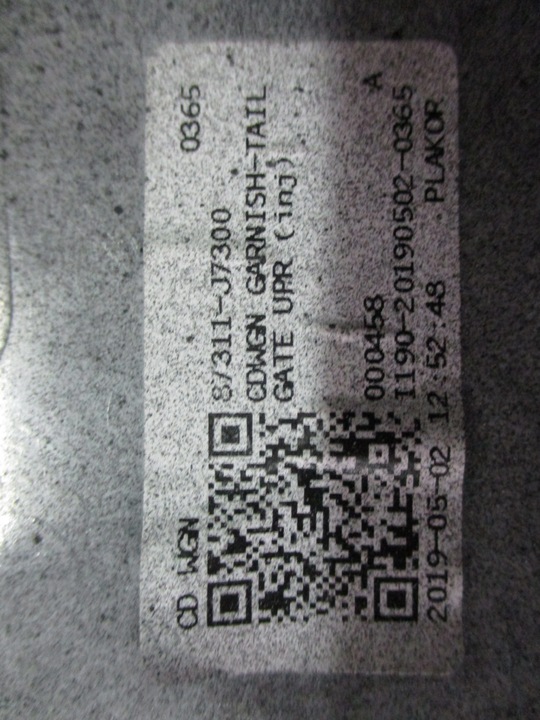 CD WGN 0365
87311-J7300
CDWGN GARNISH-TAIL
GATE UPR (inj)
000458 A
I190-20190502-0365
2019-05-02 12:52:48 PLAKOR